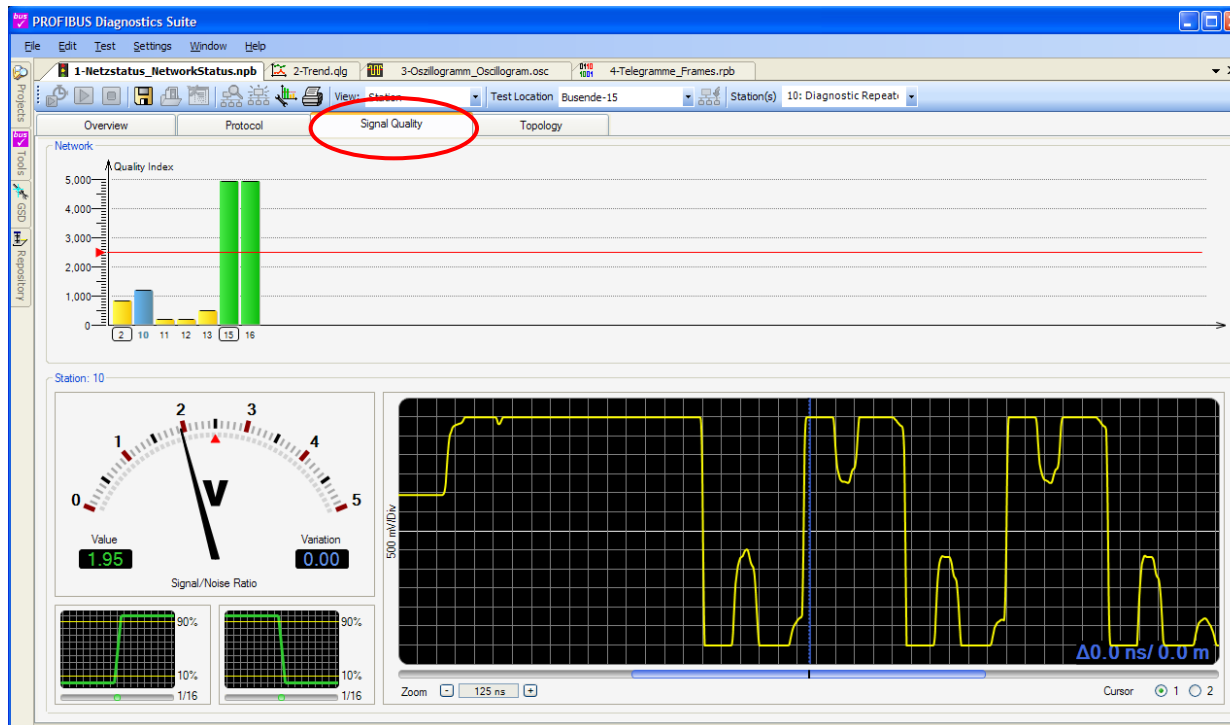 bus PROFIBUS Diagnostics Suite
File Edit Test Settings Window Help
1-Netzstatus_NetworkStatus.npb 2-Trend.qlg 3-Oszillogramm_Oscillogram.osc 0110 1001 4-Telegramme_Frames.rpb
View: Station Test Location Busende-15 Station(s) 10: Diagnostic Repeat
Projects
bus
Tools
GSD
Repository
Overview Protocol Signal Quality Topology
Network
Quality Index
5,000
4,000
3,000
2,000
1,000
0
2 10 11 12 13 15 16
Station: 10
0 1 2 3 4 5
V
Value Variation
1.95 0.00
Signal/Noise Ratio
90% 90%
10% 10%
1/16 1/16
500 mV/Div
Δ0.0 ns/ 0.0 m
Zoom - 125 ns + Cursor 1 2